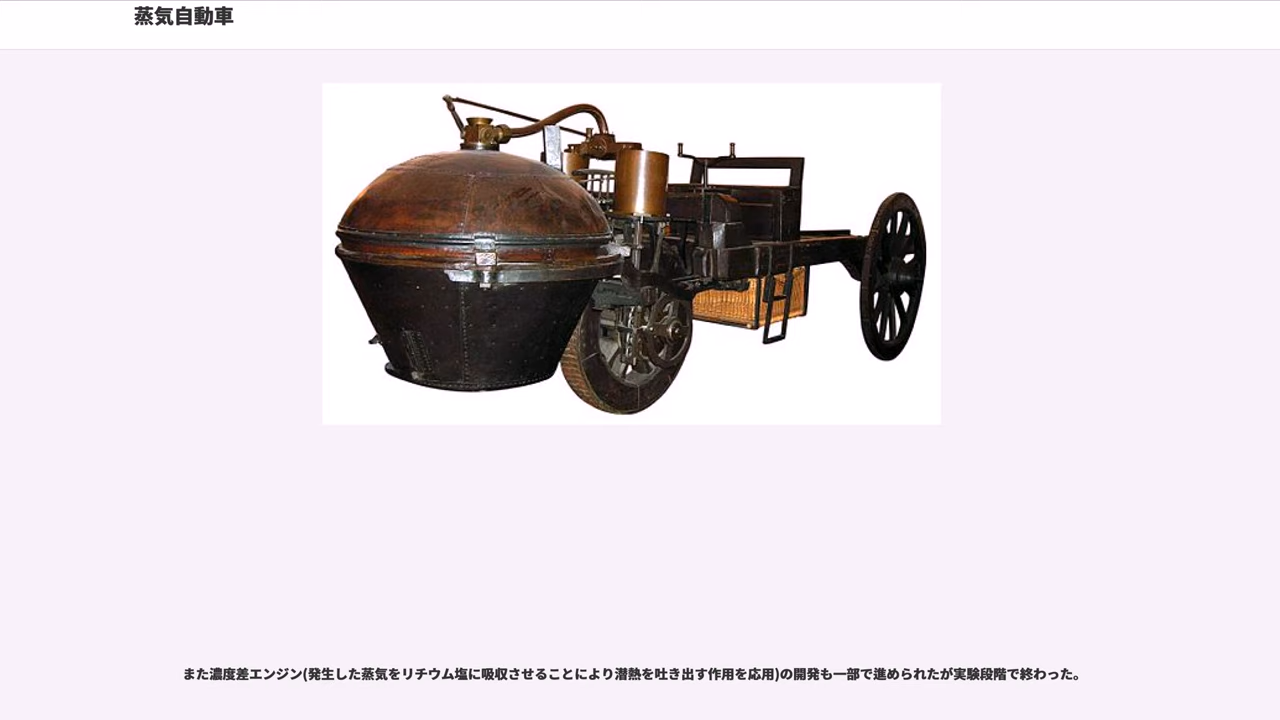 蒸気自動車
また濃度差エンジン(発生した蒸気をリチウム塩に吸収させることにより潜熱を吐き出す作用を応用)の開発も一部で進められたが実験段階で終わった。